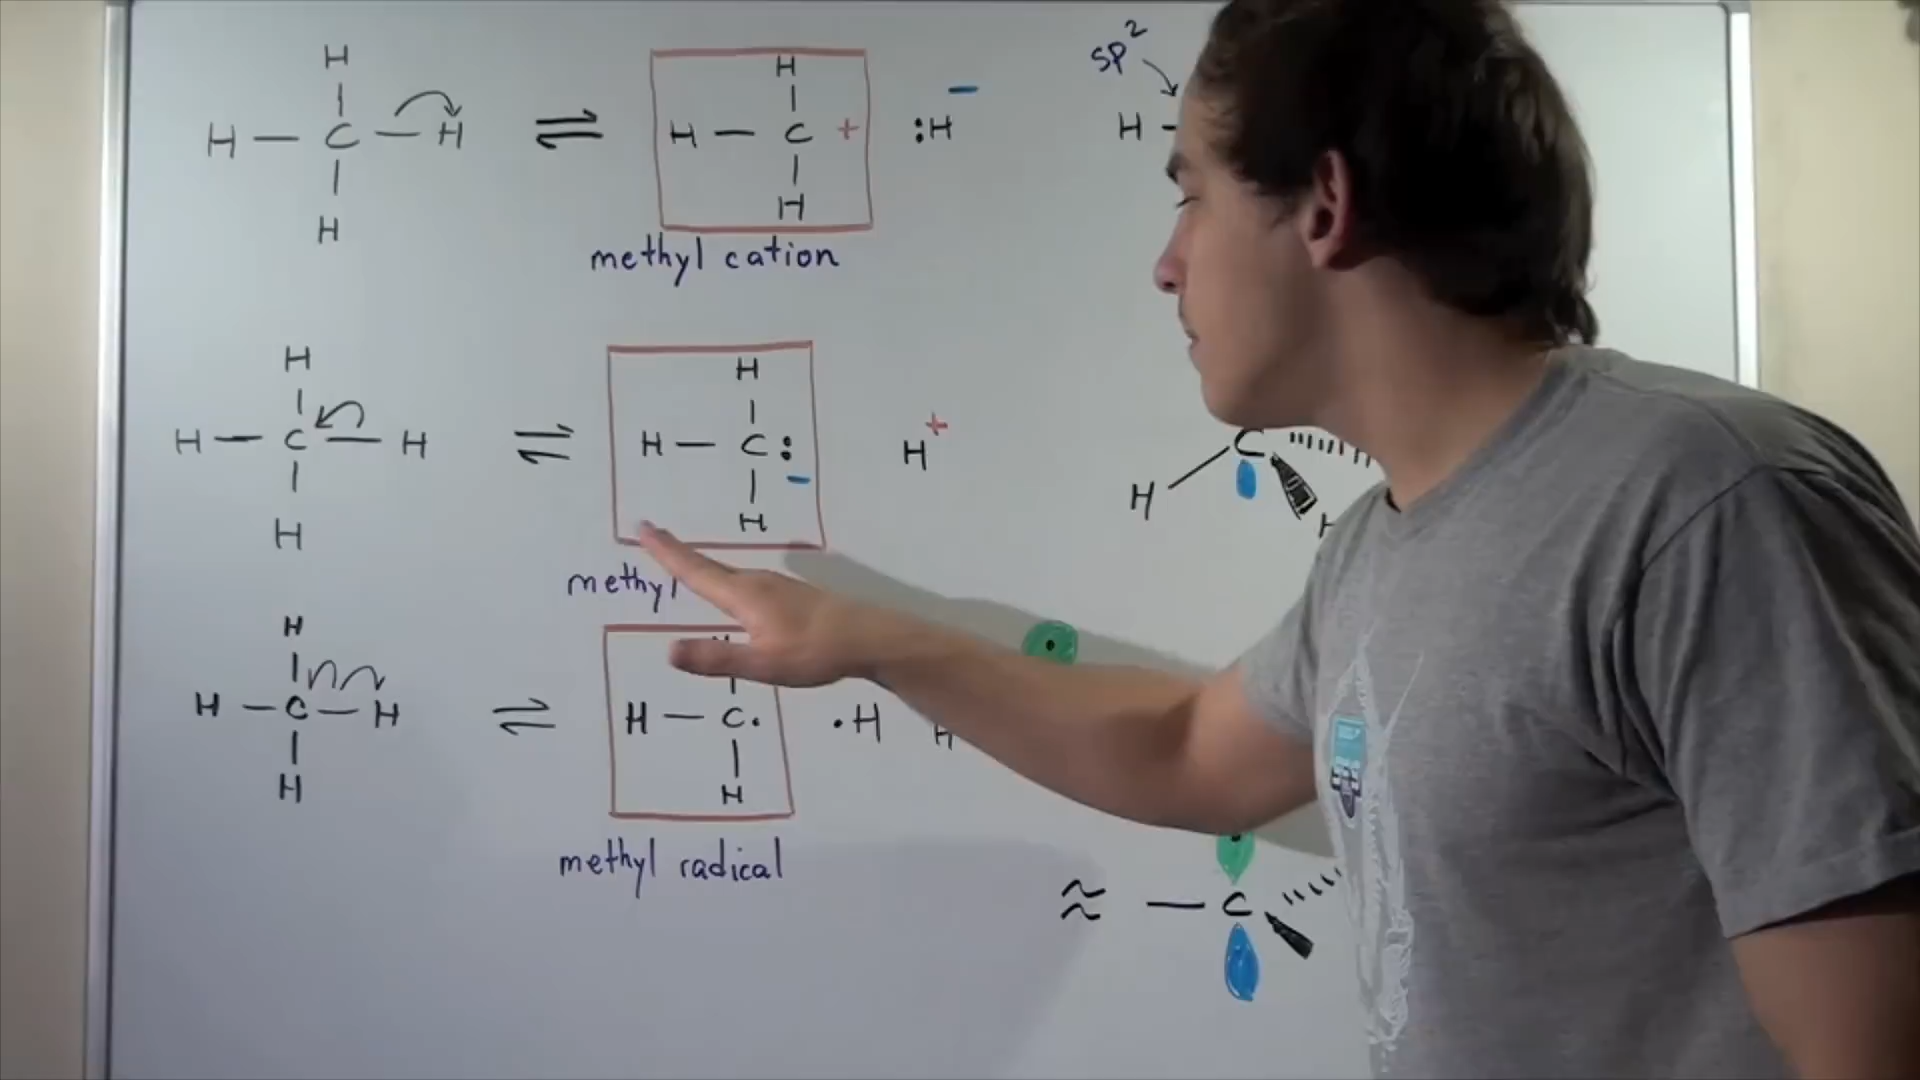 H
H — C — H ⇌ H — C + :H −
H
H
H
methyl cation
sp²
H -
H
H — C — H ⇌ H — C : − H +
H
H
H
C
H
methyl
H
H — C — H ⇌ H — C · · H H
H
H
methyl radical
≈ — C